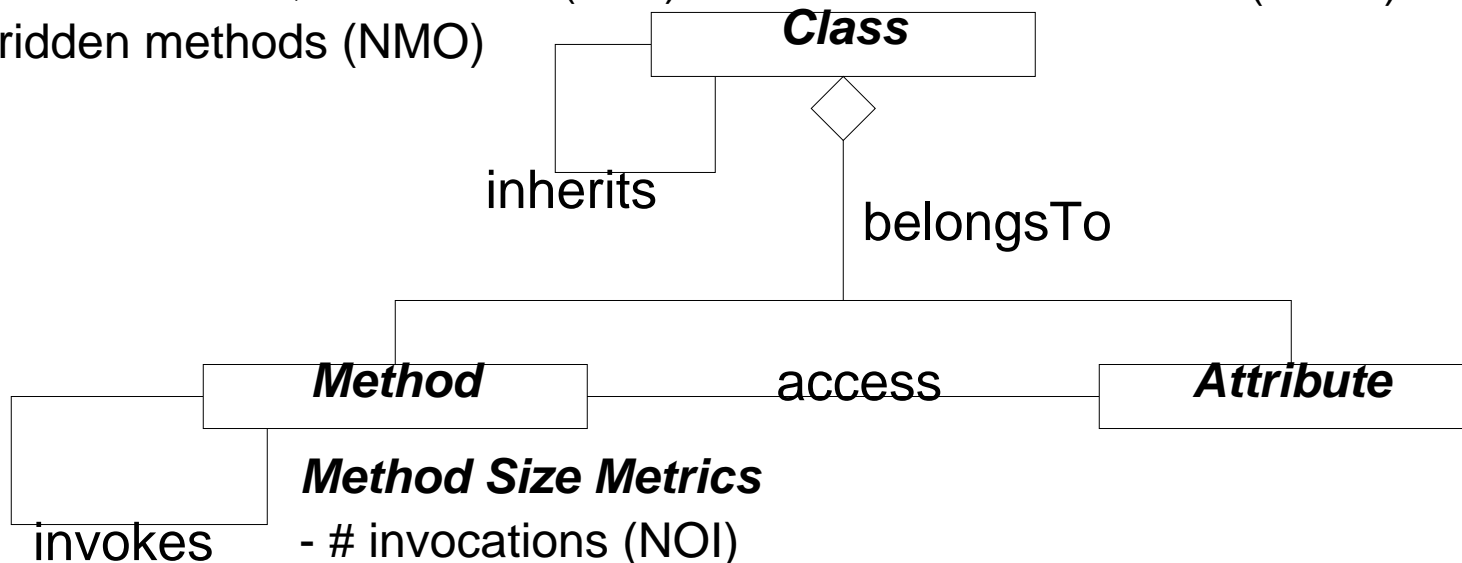 ridden methods (NMO)
Class
inherits
belongsTo
Method
access
Attribute
Method Size Metrics
invokes
- # invocations (NOI)